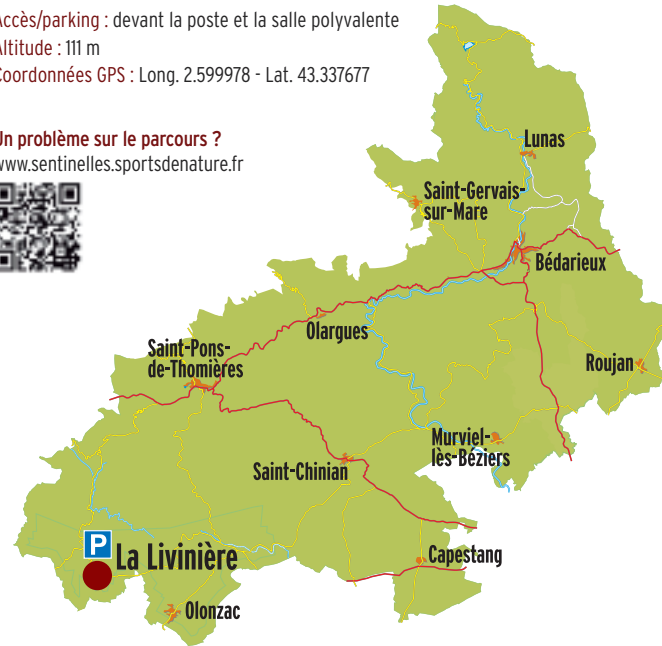 Accès/parking : devant la poste et la salle polyvalente
Altitude : 111 m
Coordonnées GPS : Long. 2.599978 - Lat. 43.337677
Un problème sur le parcours ?
www.sentinelles.sportsdenature.fr
Lunas
Saint-Gervais-
sur-Mare
Bédarieux
Olargues
Saint-Pons-
de-Thomières
Roujan
Murviel-
lès-Béziers
Saint-Chinian
P
La Livinière
Capestang
Olonzac